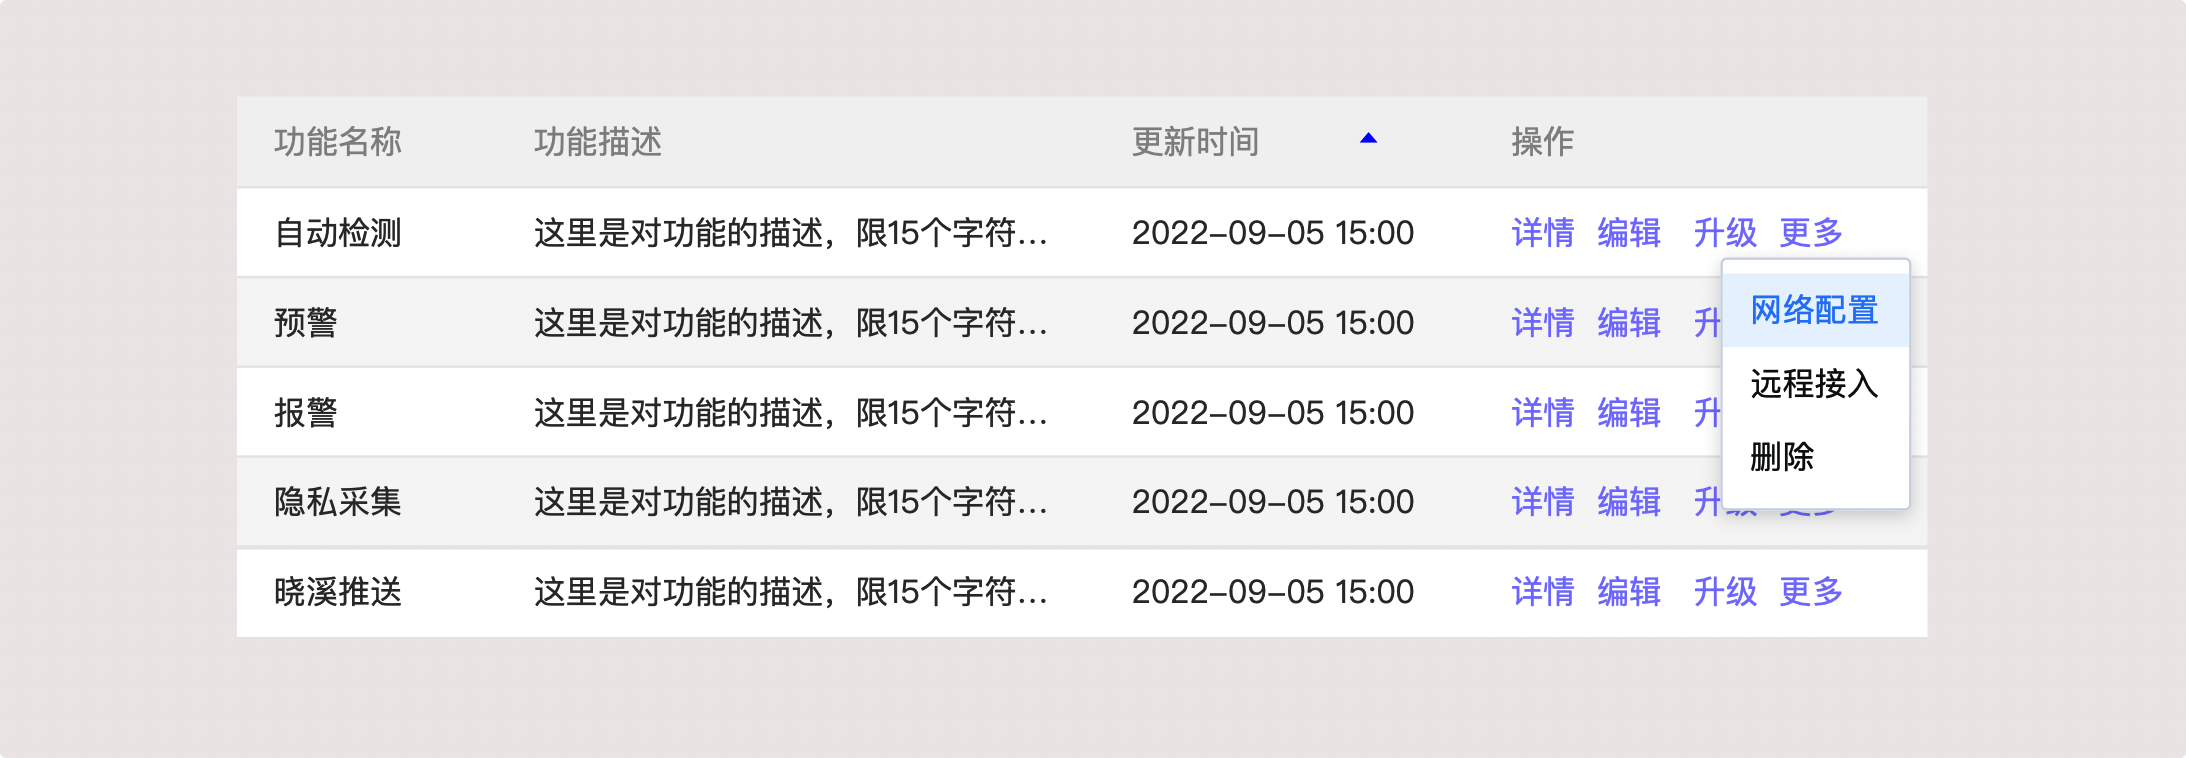 功能名称 功能描述 更新时间 操作
自动检测 这里是对功能的描述，限15个字符... 2022-09-05 15:00 详情 编辑 升级 更多
预警 这里是对功能的描述，限15个字符... 2022-09-05 15:00 详情 编辑 升
网络配置
远程接入
删除
报警 这里是对功能的描述，限15个字符... 2022-09-05 15:00 详情 编辑 升
隐私采集 这里是对功能的描述，限15个字符... 2022-09-05 15:00 详情 编辑 升级 更多
晓溪推送 这里是对功能的描述，限15个字符... 2022-09-05 15:00 详情 编辑 升级 更多